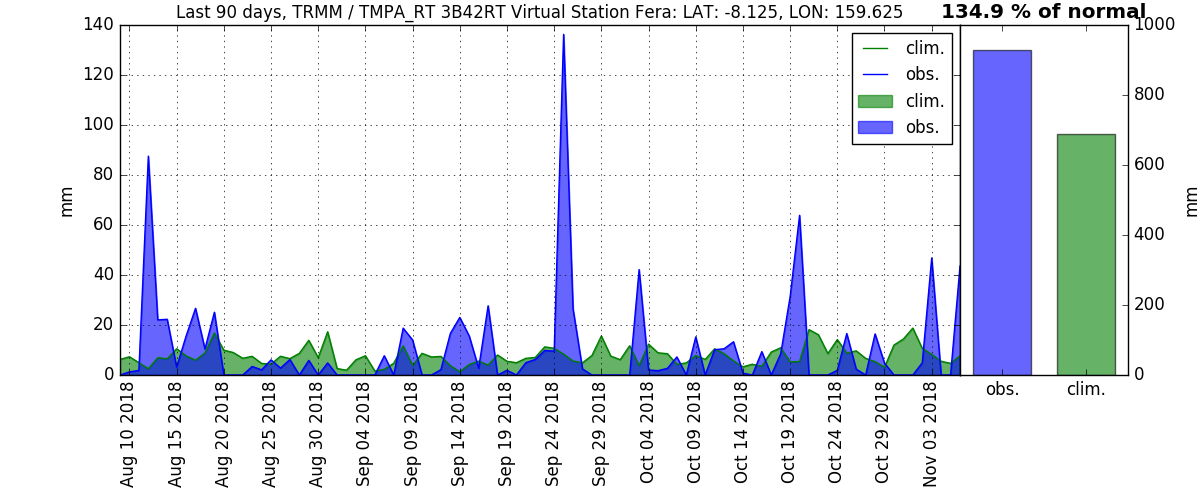 Last 90 days, TRMM / TMPA_RT 3B42RT Virtual Station Fera: LAT: -8.125, LON: 159.625
134.9 % of normal
140
120
100
80
60
40
20
0
mm
clim.
obs.
clim.
obs.
1000
800
600
400
200
0
mm
obs.
clim.
Aug 10 2018
Aug 15 2018
Aug 20 2018
Aug 25 2018
Aug 30 2018
Sep 04 2018
Sep 09 2018
Sep 14 2018
Sep 19 2018
Sep 24 2018
Sep 29 2018
Oct 04 2018
Oct 09 2018
Oct 14 2018
Oct 19 2018
Oct 24 2018
Oct 29 2018
Nov 03 2018